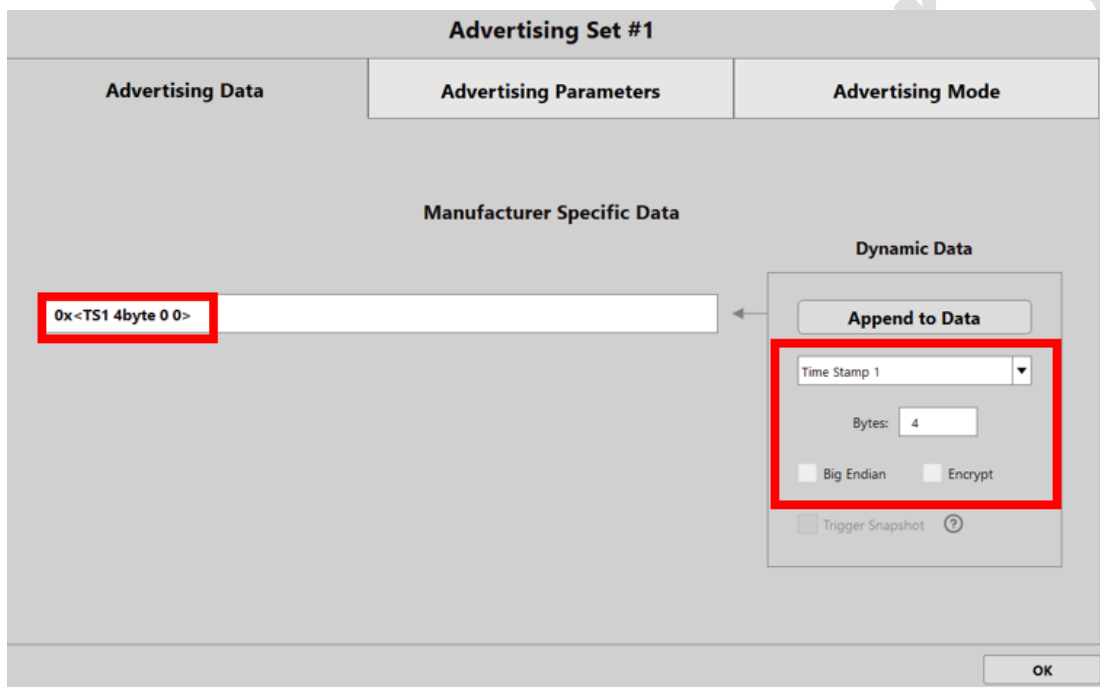 Advertising Set #1
Advertising Data
Advertising Parameters
Advertising Mode
Manufacturer Specific Data
Dynamic Data
0x<TS1 4byte 0 0>
Append to Data
Time Stamp 1
Bytes: 4
Big Endian Encrypt
Trigger Snapshot ?
OK